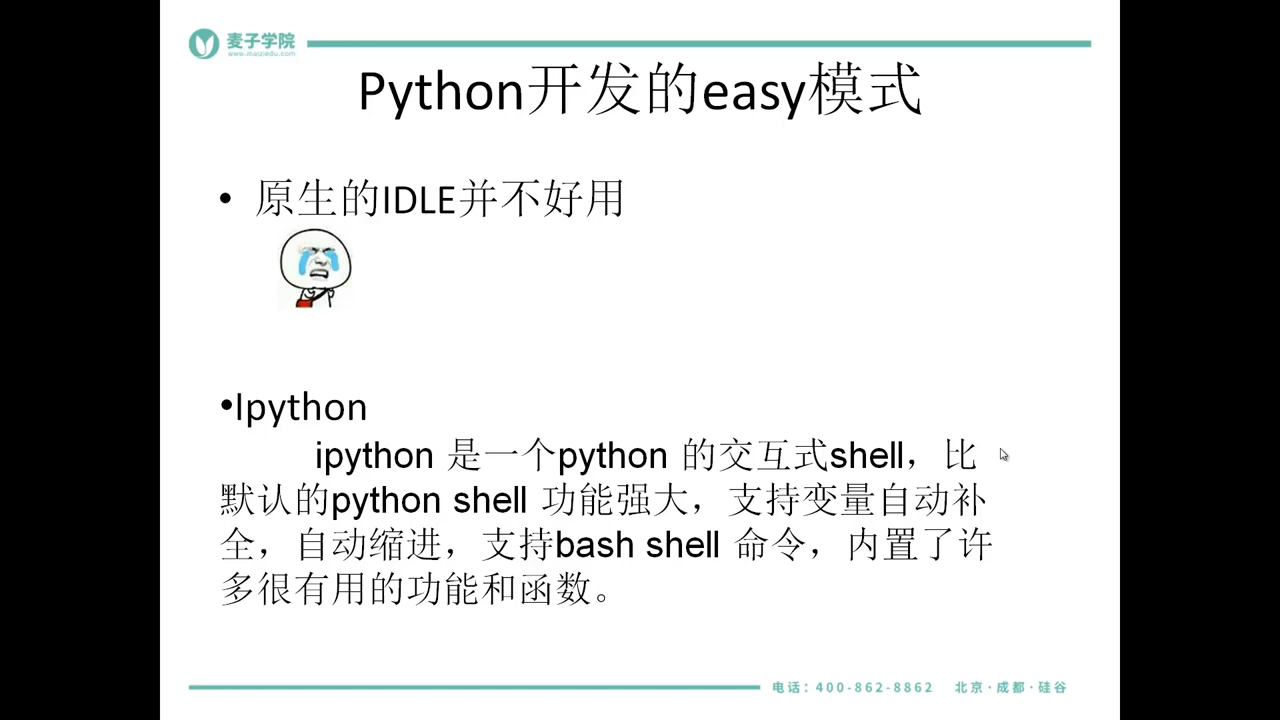 麦子学院
www.maiziedu.com
Python开发的easy模式
• 原生的IDLE并不好用
•Ipython
ipython 是一个python 的交互式shell，比
默认的python shell 功能强大，支持变量自动补
全，自动缩进，支持bash shell 命令，内置了许
多很有用的功能和函数。
电话：400-862-8862 北京·成都·硅谷